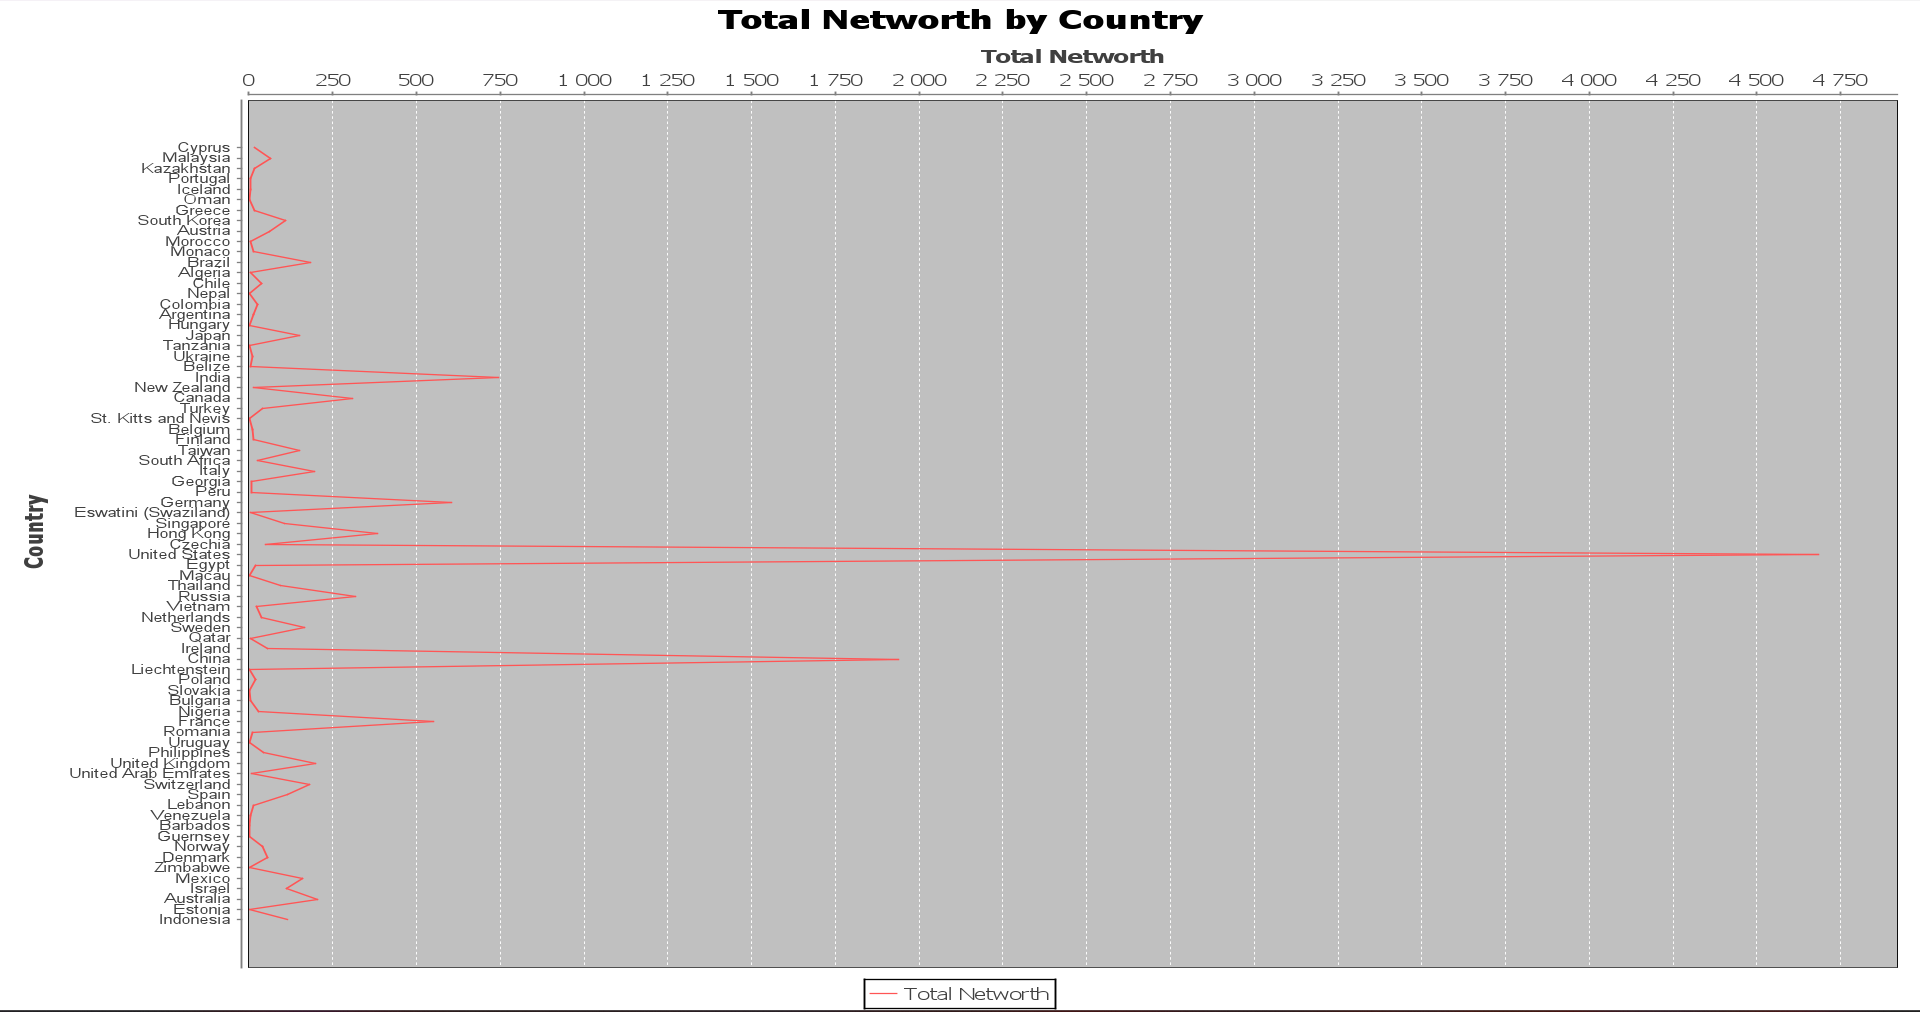 Total Networth by Country
Total Networth
0 250 500 750 1 000 1 250 1 500 1 750 2 000 2 250 2 500 2 750 3 000 3 250 3 500 3 750 4 000 4 250 4 500 4 750
Cyprus
Malaysia
Kazakhstan
Portugal
Iceland
Oman
Greece
South Korea
Austria
Morocco
Monaco
Brazil
Algeria
Chile
Nepal
Colombia
Argentina
Hungary
Japan
Tanzania
Ukraine
Belize
India
New Zealand
Canada
Turkey
St. Kitts and Nevis
Belgium
Finland
Taiwan
South Africa
Italy
Georgia
Peru
Germany
Eswatini (Swaziland)
Singapore
Hong Kong
Czechia
United States
Egypt
Macau
Thailand
Russia
Vietnam
Netherlands
Sweden
Qatar
Ireland
China
Liechtenstein
Poland
Slovakia
Bulgaria
Nigeria
France
Romania
Uruguay
Philippines
United Kingdom
United Arab Emirates
Switzerland
Spain
Lebanon
Venezuela
Barbados
Guernsey
Norway
Denmark
Zimbabwe
Mexico
Israel
Australia
Estonia
Indonesia
Country
Total Networth